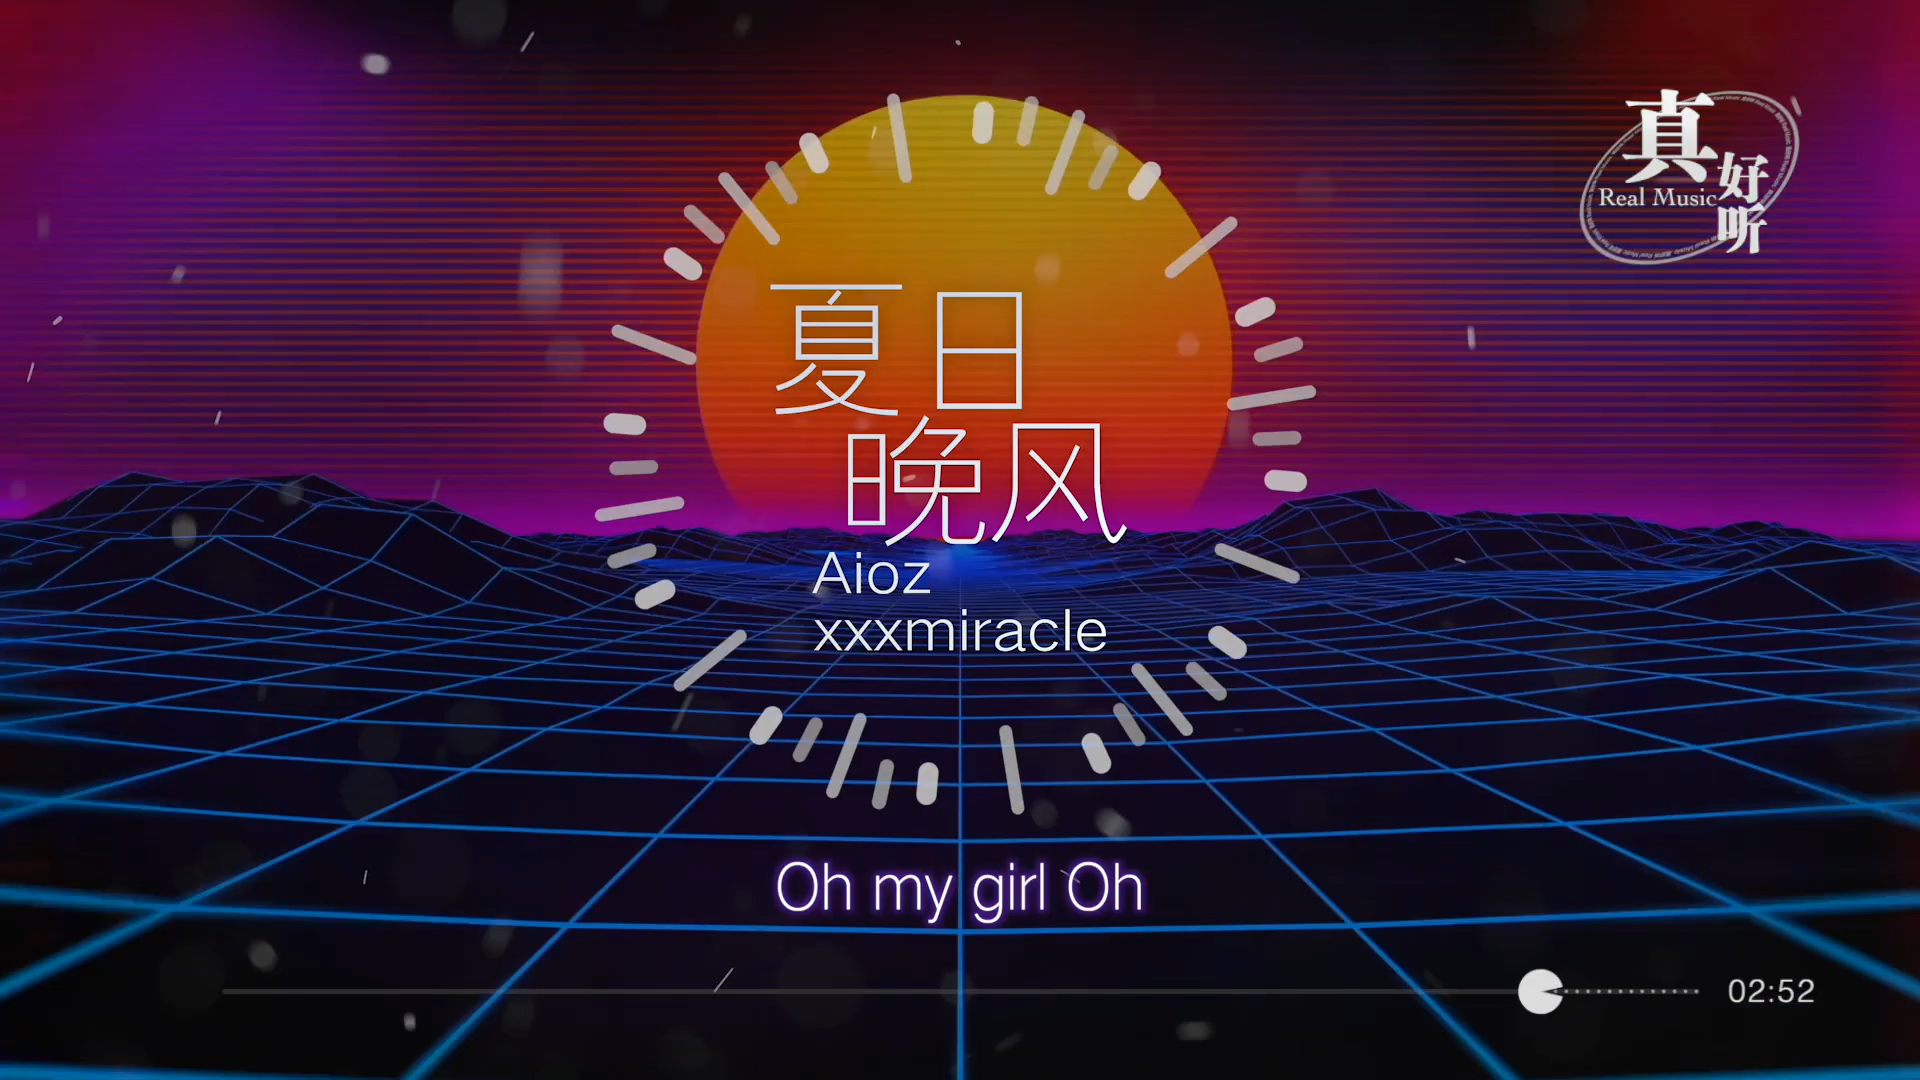 真
好
听
Real Music
夏日
晚风
Aioz
xxxmiracle
Oh my girl Oh
02:52